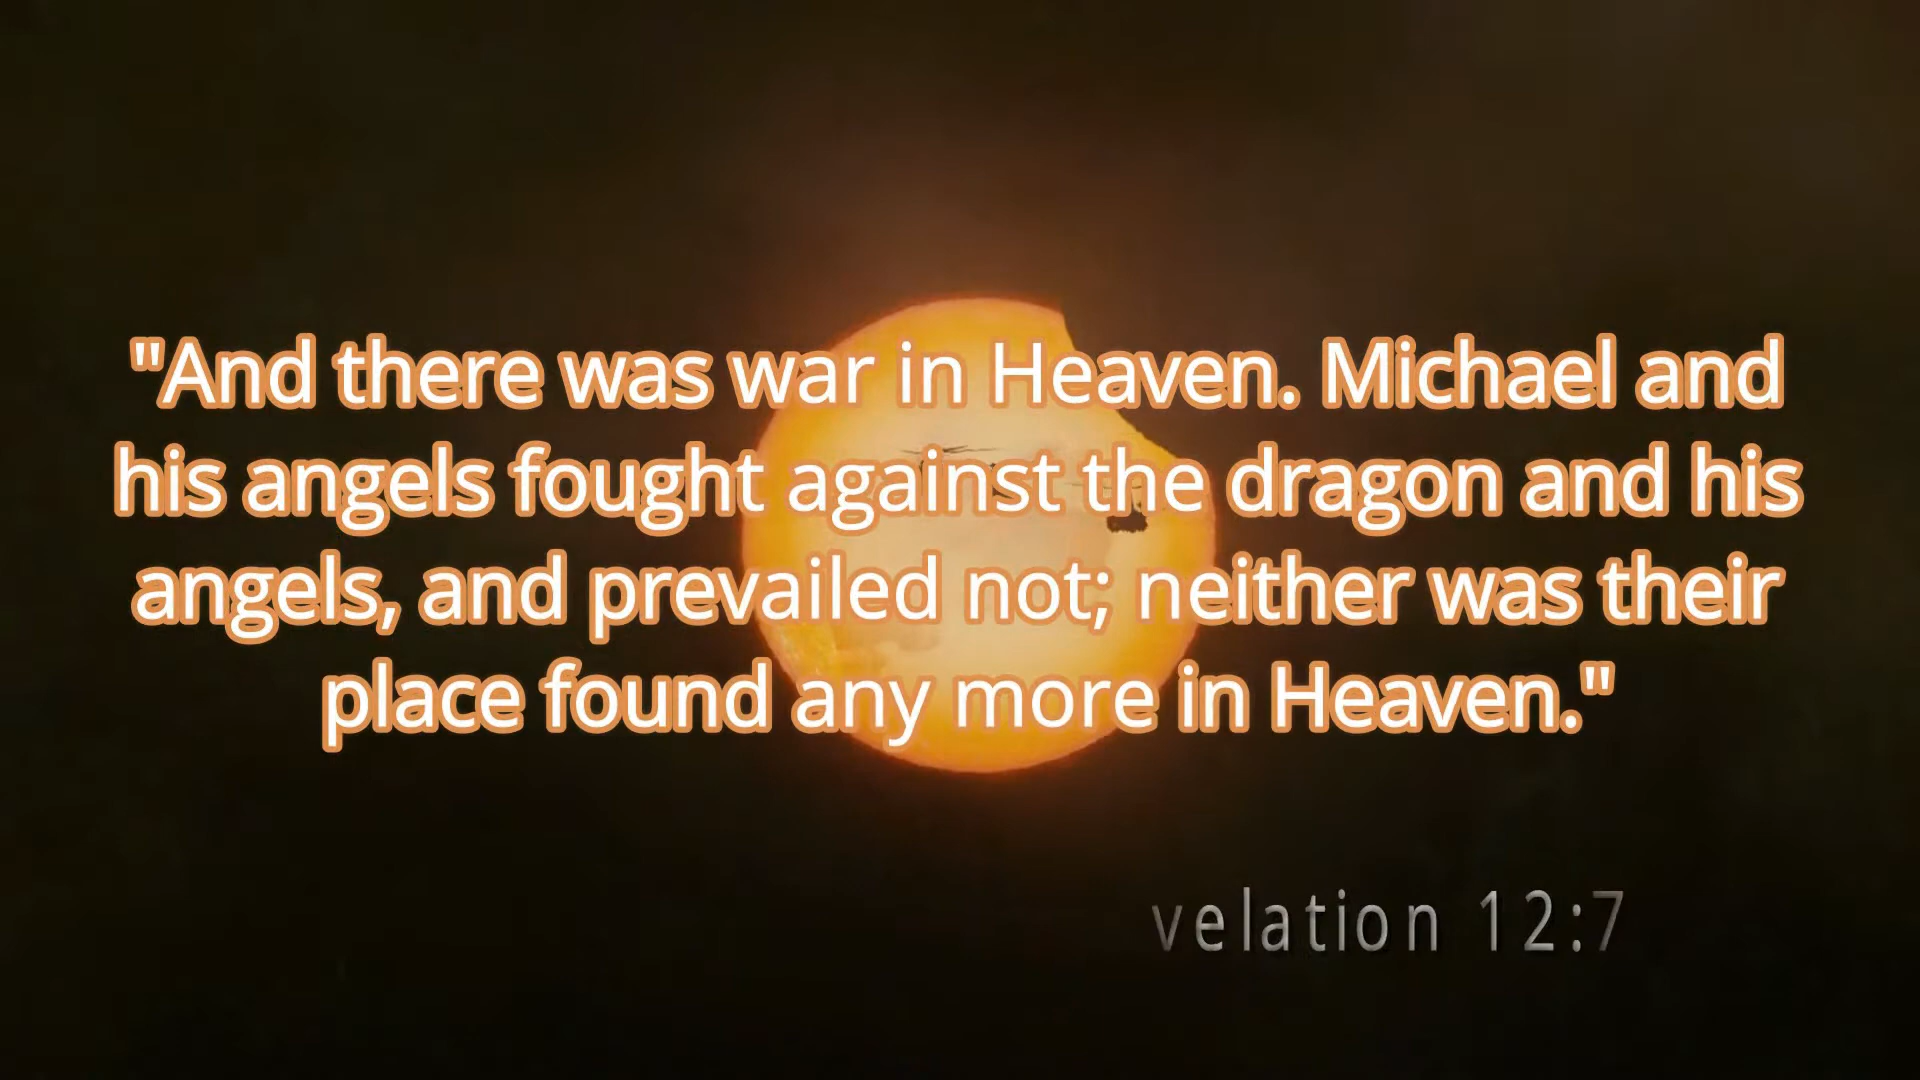 "And there was war in Heaven. Michael and
his angels fought against the dragon and his
angels, and prevailed not; neither was their
place found any more in Heaven."
velation 12:7